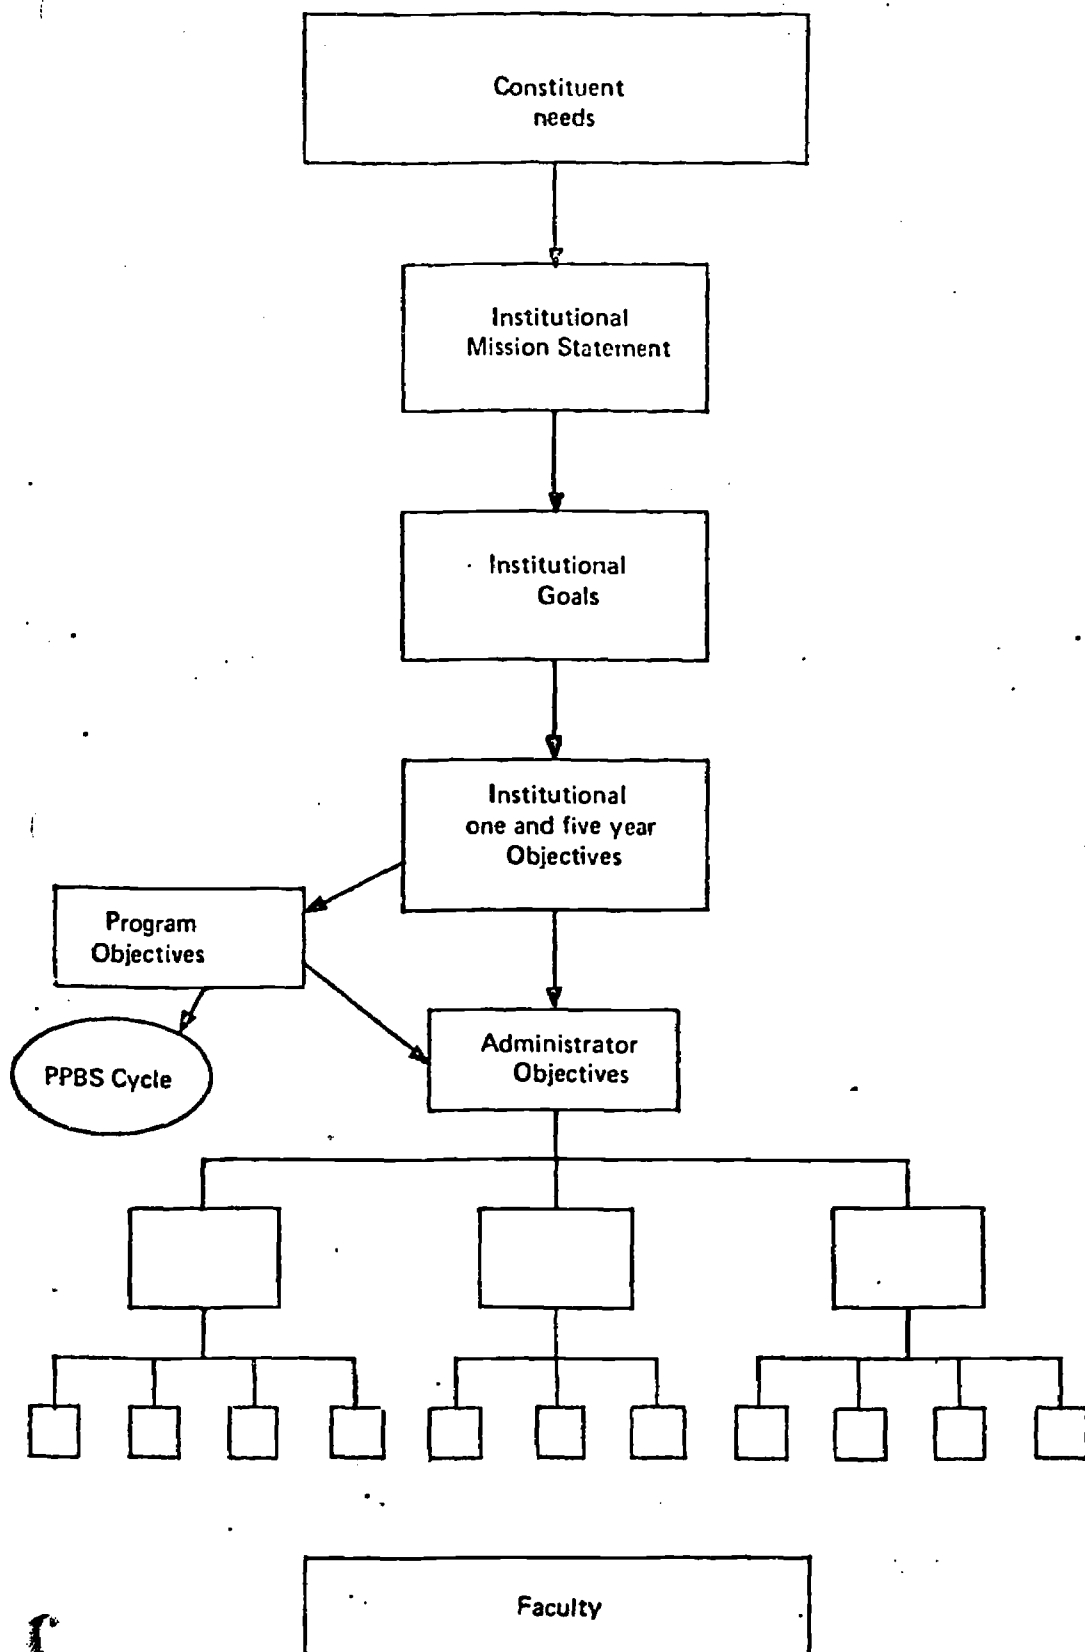 Constituent
needs
Institutional
Mission Statement
Institutional
Goals
Institutional
one and five year
Objectives
Program
Objectives
PPBS Cycle
Administrator
Objectives
Faculty